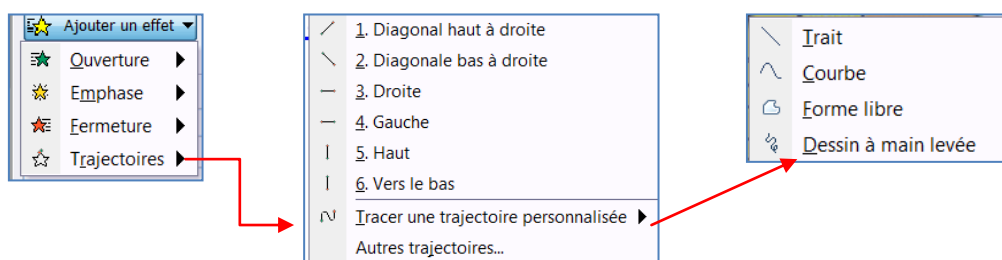 Ajouter un effet
Ouverture
Emphase
Fermeture
Trajectoires
1. Diagonal haut à droite
2. Diagonale bas à droite
3. Droite
4. Gauche
5. Haut
6. Vers le bas
Tracer une trajectoire personnalisée
Autres trajectoires...
Trait
Courbe
Forme libre
Dessin à main levée